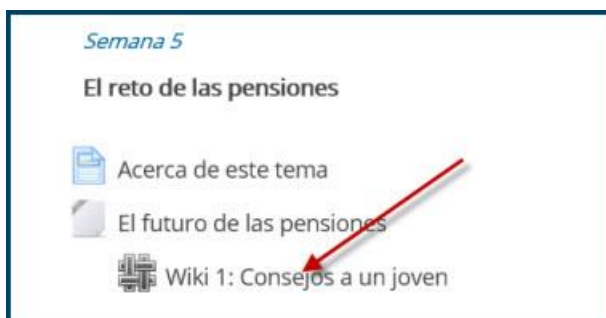 Semana 5
El reto de las pensiones
Acerca de este tema
El futuro de las pensiones
Wiki 1: Consejos a un joven